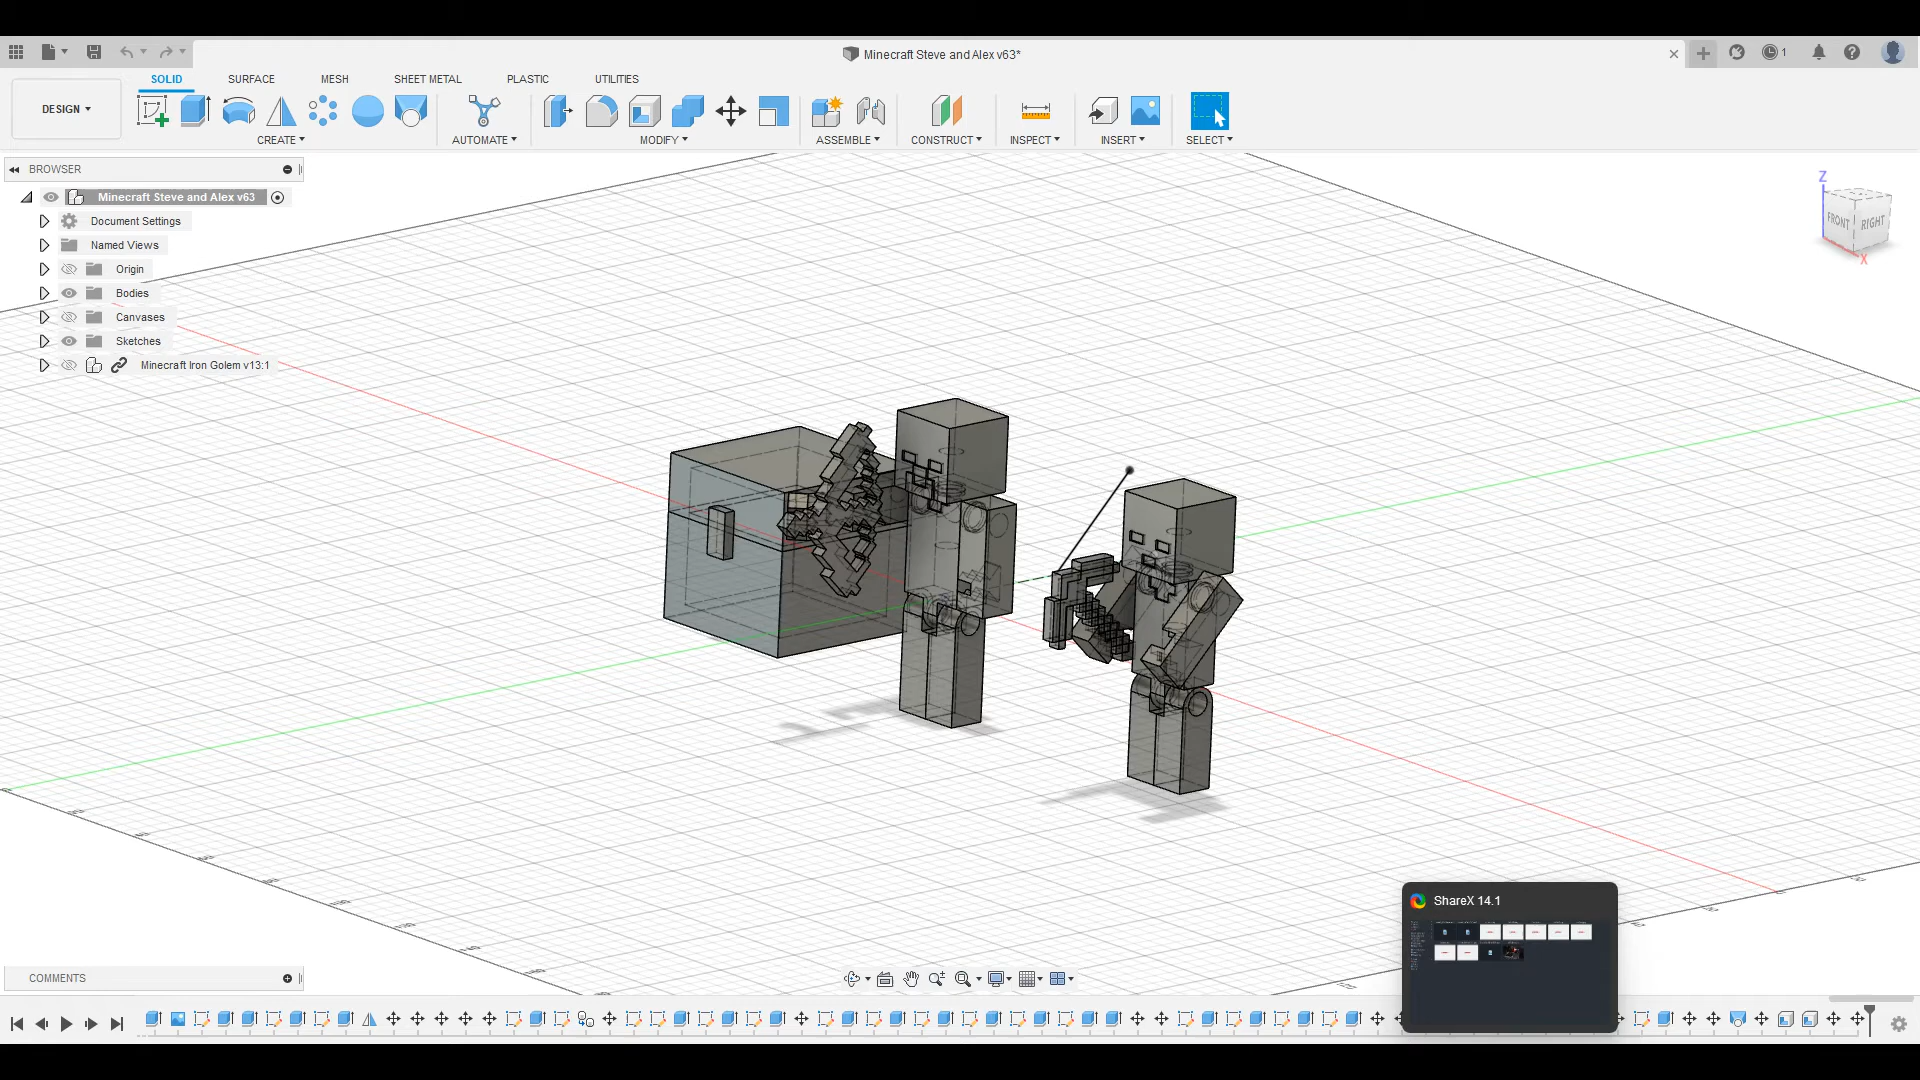 Minecraft Steve and Alex v63*
1
SOLID SURFACE MESH SHEET METAL PLASTIC UTILITIES
DESIGN
CREATE AUTOMATE MODIFY ASSEMBLE CONSTRUCT INSPECT INSERT SELECT
BROWSER
Minecraft Steve and Alex v63
Document Settings
Named Views
Origin
Bodies
Canvases
Sketches
Minecraft Iron Golem v13:1
Z
FRONT RIGHT
X
ShareX 14.1
COMMENTS